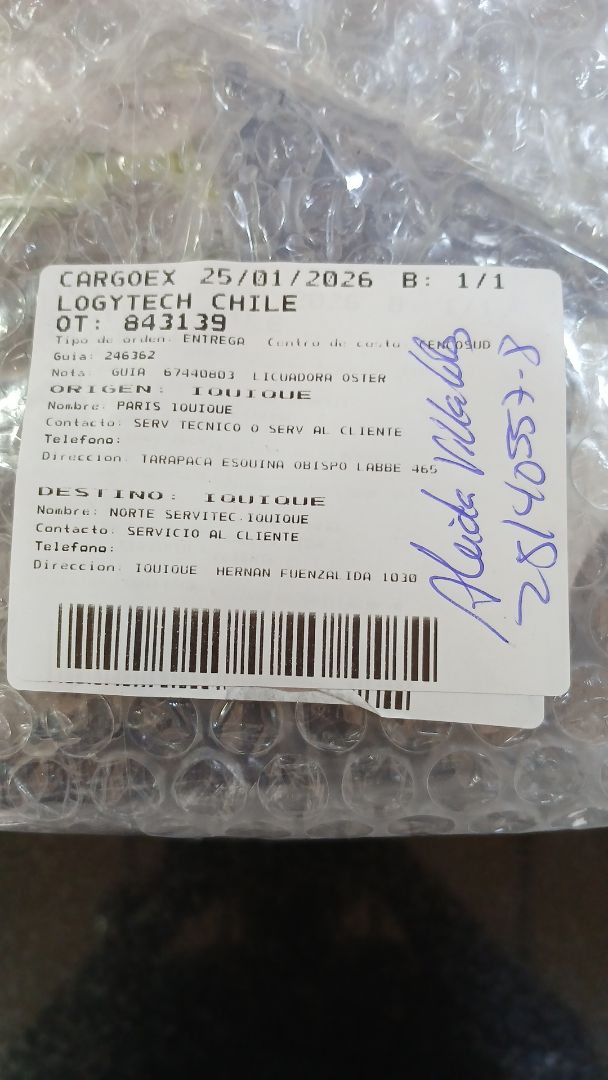 CARGOEX 25/01/2026 B: 1/1
LOGYTECH CHILE
OT: 843139
Tipo de orden: ENTREGA Centro de costo CENCOSUD
Guia: 246362
Nota: GUIA 67440803 LICUADORA OSTER
ORIGEN: IQUIQUE
Nombre: PARIS IQUIQUE
Contacto: SERV TECNICO O SERV AL CLIENTE
Telefono:
Direccion: TARAPACA ESQUINA OBISPO LABBE 465
DESTINO: IQUIQUE
Nombre: NORTE SERVITEC.IQUIQUE
Contacto: SERVICIO AL CLIENTE
Telefono:
Direccion: IQUIQUE HERNAN FUENZALIDA 1030